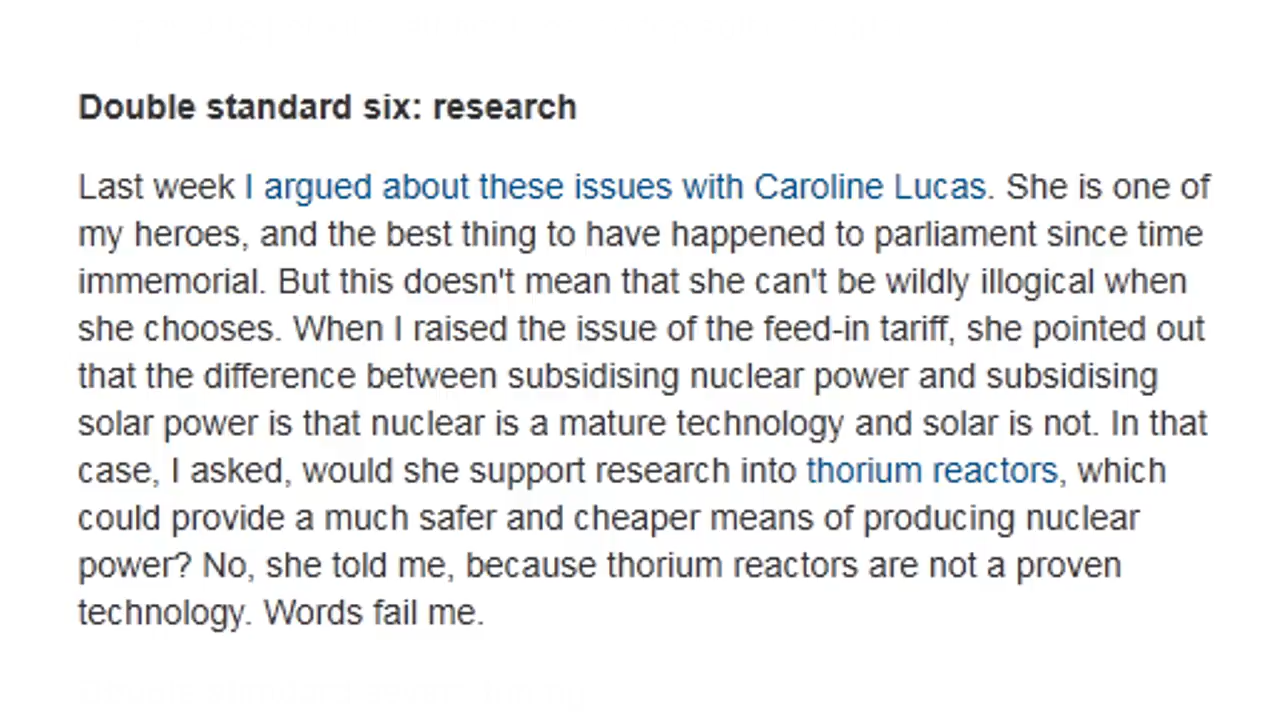 Double standard six: research
Last week I argued about these issues with Caroline Lucas. She is one of
my heroes, and the best thing to have happened to parliament since time
immemorial. But this doesn't mean that she can't be wildly illogical when
she chooses. When I raised the issue of the feed-in tariff, she pointed out
that the difference between subsidising nuclear power and subsidising
solar power is that nuclear is a mature technology and solar is not. In that
case, I asked, would she support research into thorium reactors, which
could provide a much safer and cheaper means of producing nuclear
power? No, she told me, because thorium reactors are not a proven
technology. Words fail me.